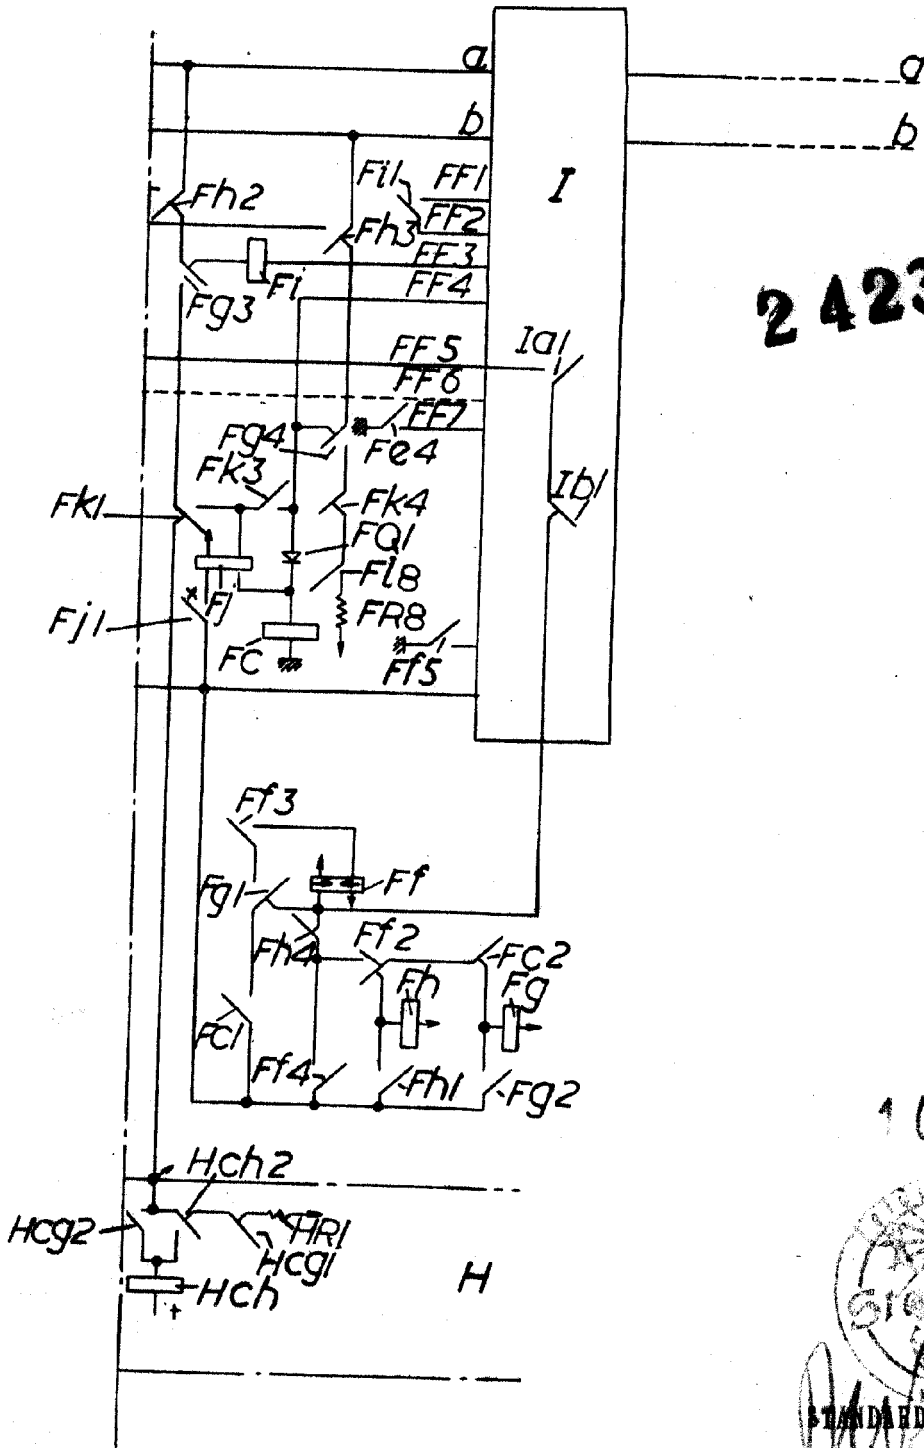 a
a
b
b
Fi1
FF1
I
Fh2
FF2
Fh3
FF3
Fi
FF4
Fg3
2 423
Ia1
FF5
FF6
FF7
Fg4
Fe4
Fk3
Ib1
Fk4
Fk1
FQ1
Fl8
Fj
FR8
Fj1
FC
Ff5
Ff3
Ff
Fg1
Ff2
Fh4
FC2
Fh
Fg
FC1
Ff4
Fh1
Fg2
Hch2
Hcg2
HR1
Hcg1
H
Hch
+
STANDARD